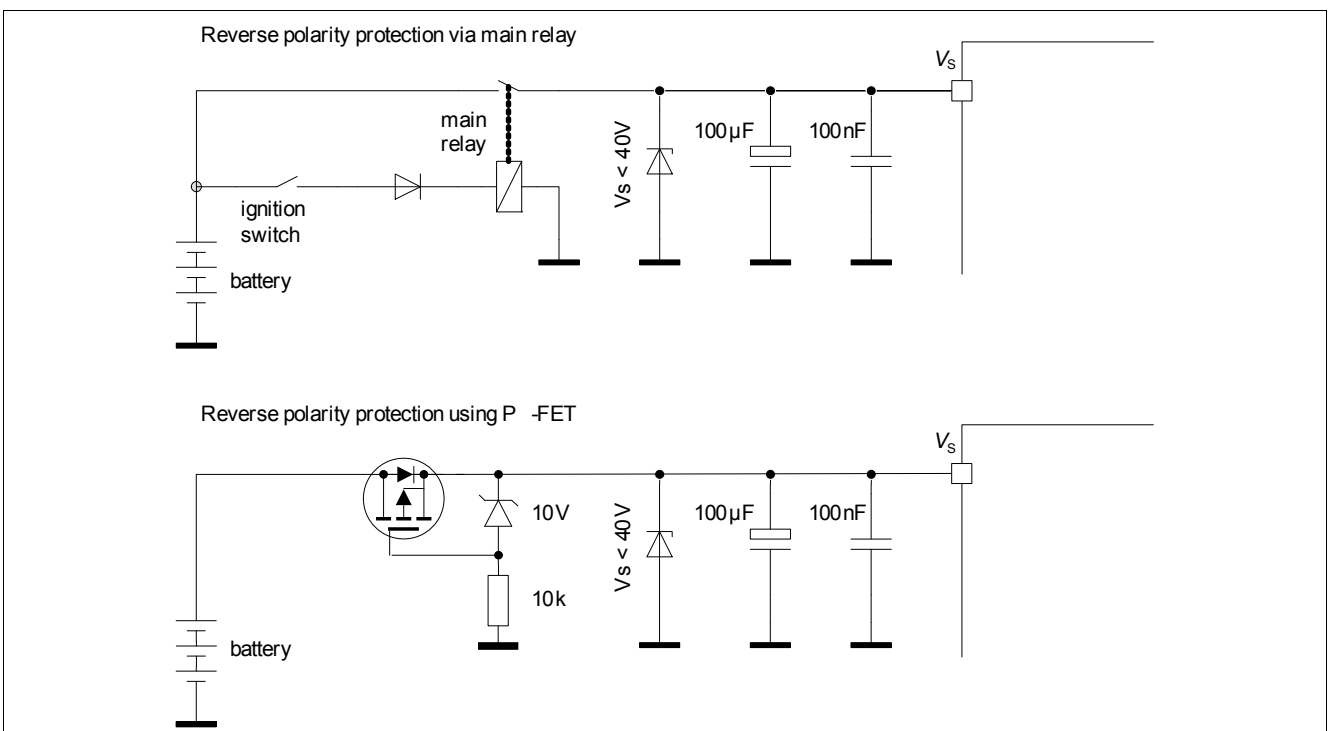 Reverse polarity protection via main relay
VS
main
relay
Vs < 40V
100µF
100nF
ignition
switch
battery
Reverse polarity protection using P -FET
VS
10V
Vs < 40V
100µF
100nF
10k
battery